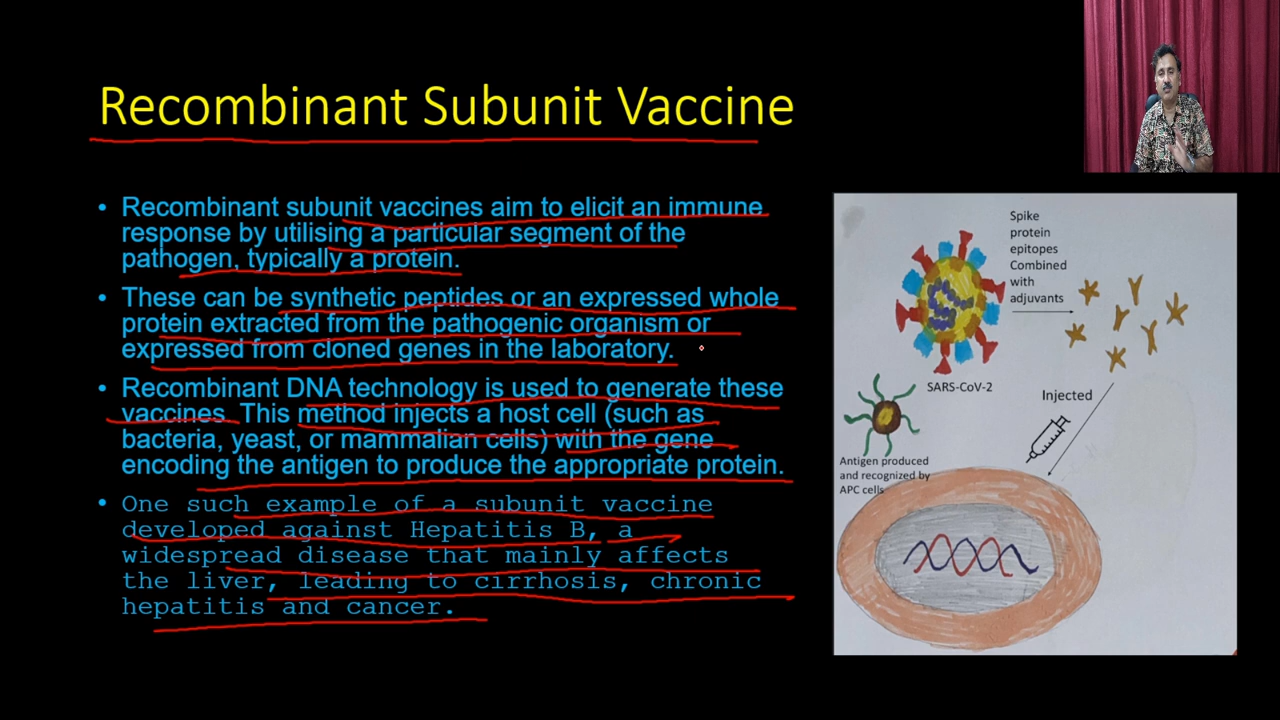 Recombinant Subunit Vaccine
• Recombinant subunit vaccines aim to elicit an immune
response by utilising a particular segment of the
pathogen, typically a protein.
• These can be synthetic peptides or an expressed whole
protein extracted from the pathogenic organism or
expressed from cloned genes in the laboratory.
• Recombinant DNA technology is used to generate these
vaccines. This method injects a host cell (such as
bacteria, yeast, or mammalian cells) with the gene
encoding the antigen to produce the appropriate protein.
• One such example of a subunit vaccine
developed against Hepatitis B, a
widespread disease that mainly affects
the liver, leading to cirrhosis, chronic
hepatitis and cancer.
Spike
protein
epitopes
Combined
with
adjuvants
SARS-CoV-2
Injected
Antigen produced
and recognized by
APC cells